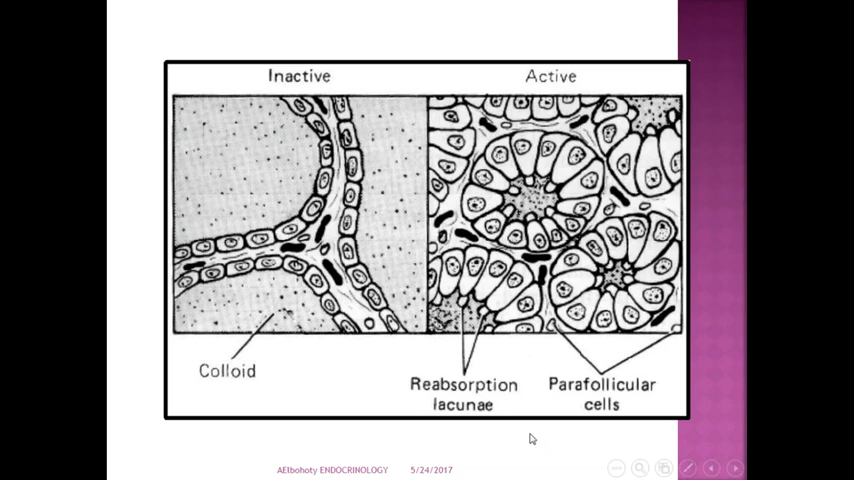 Inactive
Active
Colloid
Reabsorption
lacunae
Parafollicular
cells
AElbohoty ENDOCRINOLOGY
5/24/2017